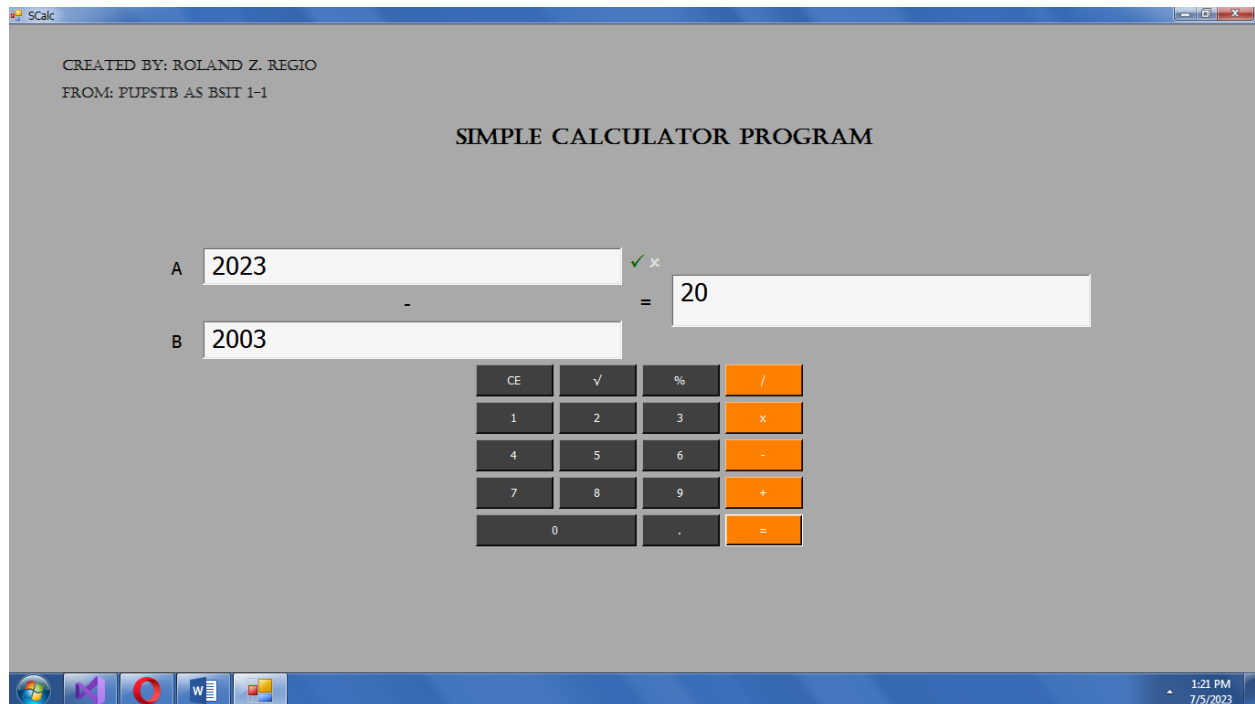 SCalc
CREATED BY: ROLAND Z. REGIO
FROM: PUPSTB AS BSIT 1-1
SIMPLE CALCULATOR PROGRAM
A 2023
-
= 20
B 2003
CE √ % /
1 2 3 x
4 5 6 -
7 8 9 +
0 . =
1:21 PM
7/5/2023